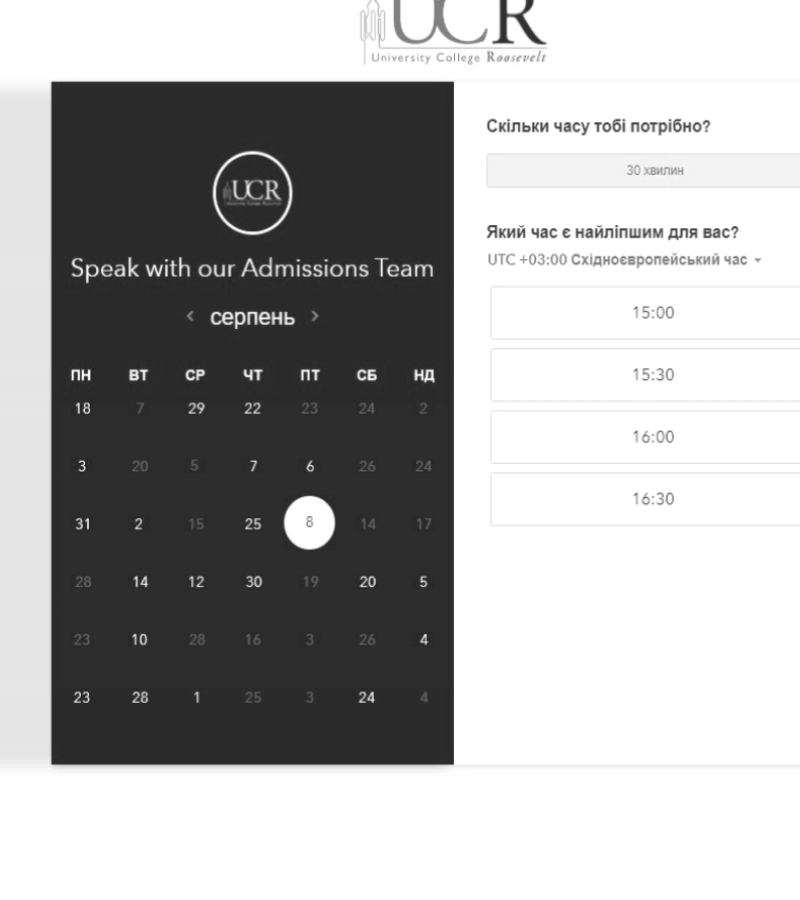 UCR
University College Roosevelt
UCR
Speak with our Admissions Team
серпень
ПН ВТ СР ЧТ ПТ СБ НД
18 7 29 22 23 24 2
3 20 5 7 6 26 24
31 2 15 25 8 14 17
28 14 12 30 19 20 5
23 10 28 16 3 26 4
23 28 1 25 3 24 4
Скільки часу тобі потрібно?
30 хвилин
Який час є найліпшим для вас?
UTC +03:00 Східноєвропейський час
15:00
15:30
16:00
16:30